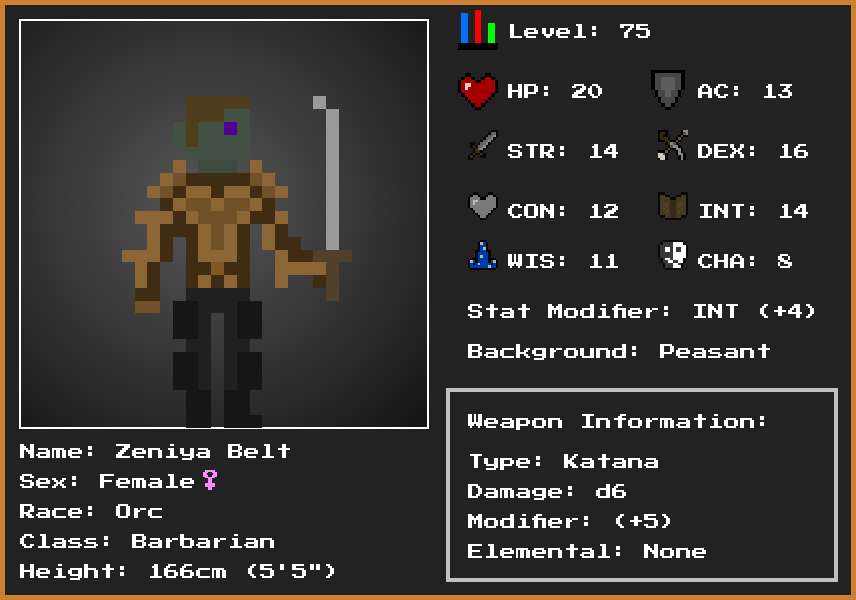 Level: 75
HP: 20
AC: 13
STR: 14
DEX: 16
CON: 12
INT: 14
WIS: 11
CHA: 8
Stat Modifier: INT (+4)
Background: Peasant
Weapon Information:
Type: Katana
Damage: d6
Modifier: (+5)
Elemental: None
Name: Zeniya Belt
Sex: Female♀
Race: Orc
Class: Barbarian
Height: 166cm (5'5")